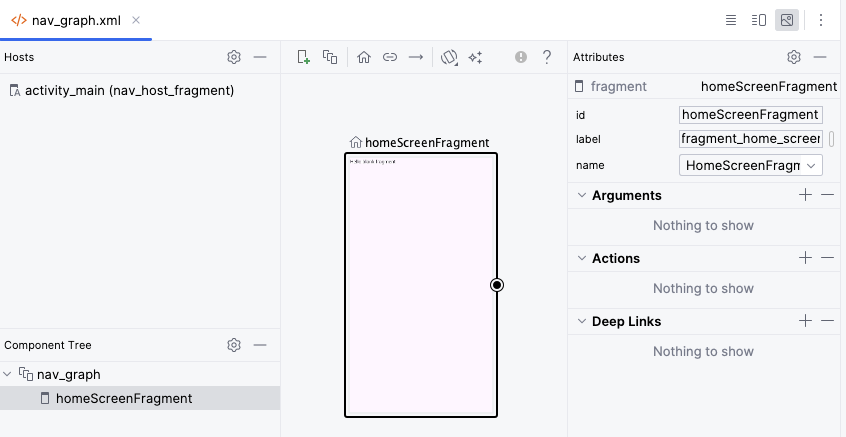 nav_graph.xml
Hosts
activity_main (nav_host_fragment)
Component Tree
nav_graph
homeScreenFragment
homeScreenFragment
Hello blank fragment
Attributes
fragment homeScreenFragment
id homeScreenFragment
label fragment_home_screen
name HomeScreenFragm
Arguments
Nothing to show
Actions
Nothing to show
Deep Links
Nothing to show